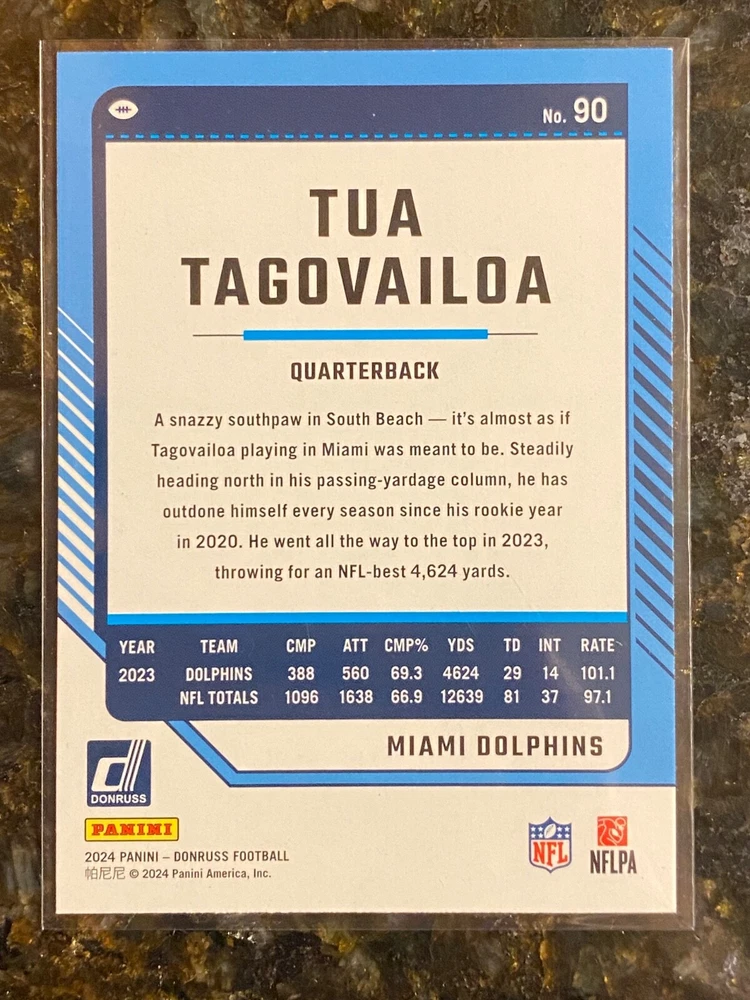 No. 90
TUA
TAGOVAILOA
QUARTERBACK
A snazzy southpaw in South Beach — it's almost as if
Tagovailoa playing in Miami was meant to be. Steadily
heading north in his passing-yardage column, he has
outdone himself every season since his rookie year
in 2020. He went all the way to the top in 2023,
throwing for an NFL-best 4,624 yards.
YEAR TEAM CMP ATT CMP% YDS TD INT RATE
2023 DOLPHINS 388 560 69.3 4624 29 14 101.1
NFL TOTALS 1096 1638 66.9 12639 81 37 97.1
MIAMI DOLPHINS
d
DONRUSS
PANINI
2024 PANINI – DONRUSS FOOTBALL
帕尼尼 © 2024 Panini America, Inc.
NFL
NFLPA